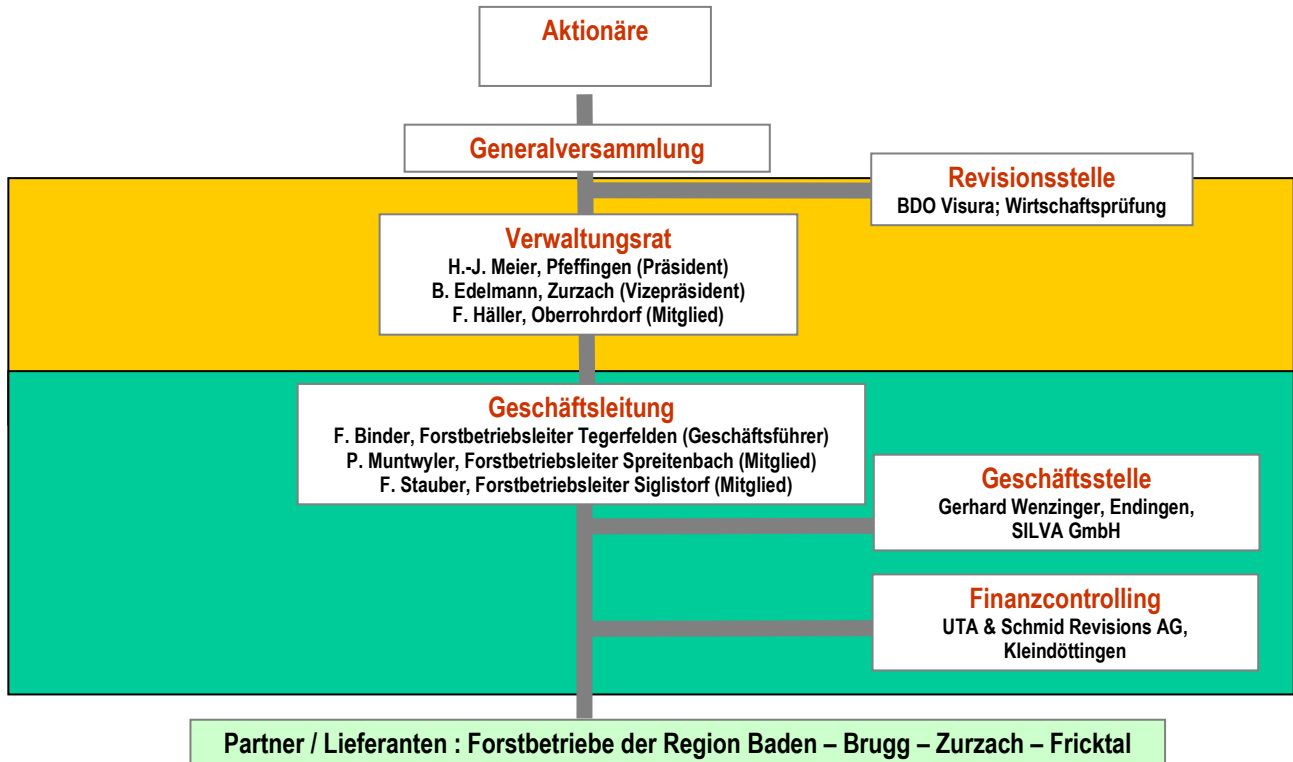 Aktionäre
Generalversammlung
Revisionsstelle
BDO Visura; Wirtschaftsprüfung
Verwaltungsrat
H.-J. Meier, Pfeffingen (Präsident)
B. Edelmann, Zurzach (Vizepräsident)
F. Häller, Oberrohrdorf (Mitglied)
Geschäftsleitung
F. Binder, Forstbetriebsleiter Tegerfelden (Geschäftsführer)
P. Muntwyler, Forstbetriebsleiter Spreitenbach (Mitglied)
F. Stauber, Forstbetriebsleiter Siglistorf (Mitglied)
Geschäftsstelle
Gerhard Wenzinger, Endingen,
SILVA GmbH
Finanzcontrolling
UTA & Schmid Revisions AG,
Kleindöttingen
Partner / Lieferanten : Forstbetriebe der Region Baden – Brugg – Zurzach – Fricktal